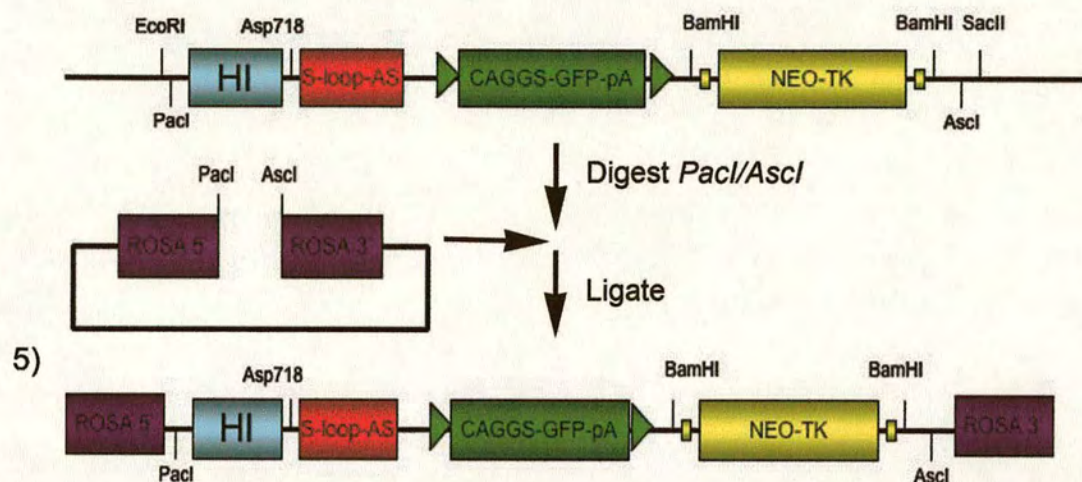 EcoRI Asp718 BamHI BamHI SacII
HI S-loop-AS CAGGS-GFP-pA NEO-TK
PacI AscI
PacI AscI Digest PacI/AscI
ROSA 5' ROSA 3'
Ligate
5)
Asp718 BamHI BamHI
ROSA 5' HI S-loop-AS CAGGS-GFP-pA NEO-TK ROSA 3'
PacI AscI